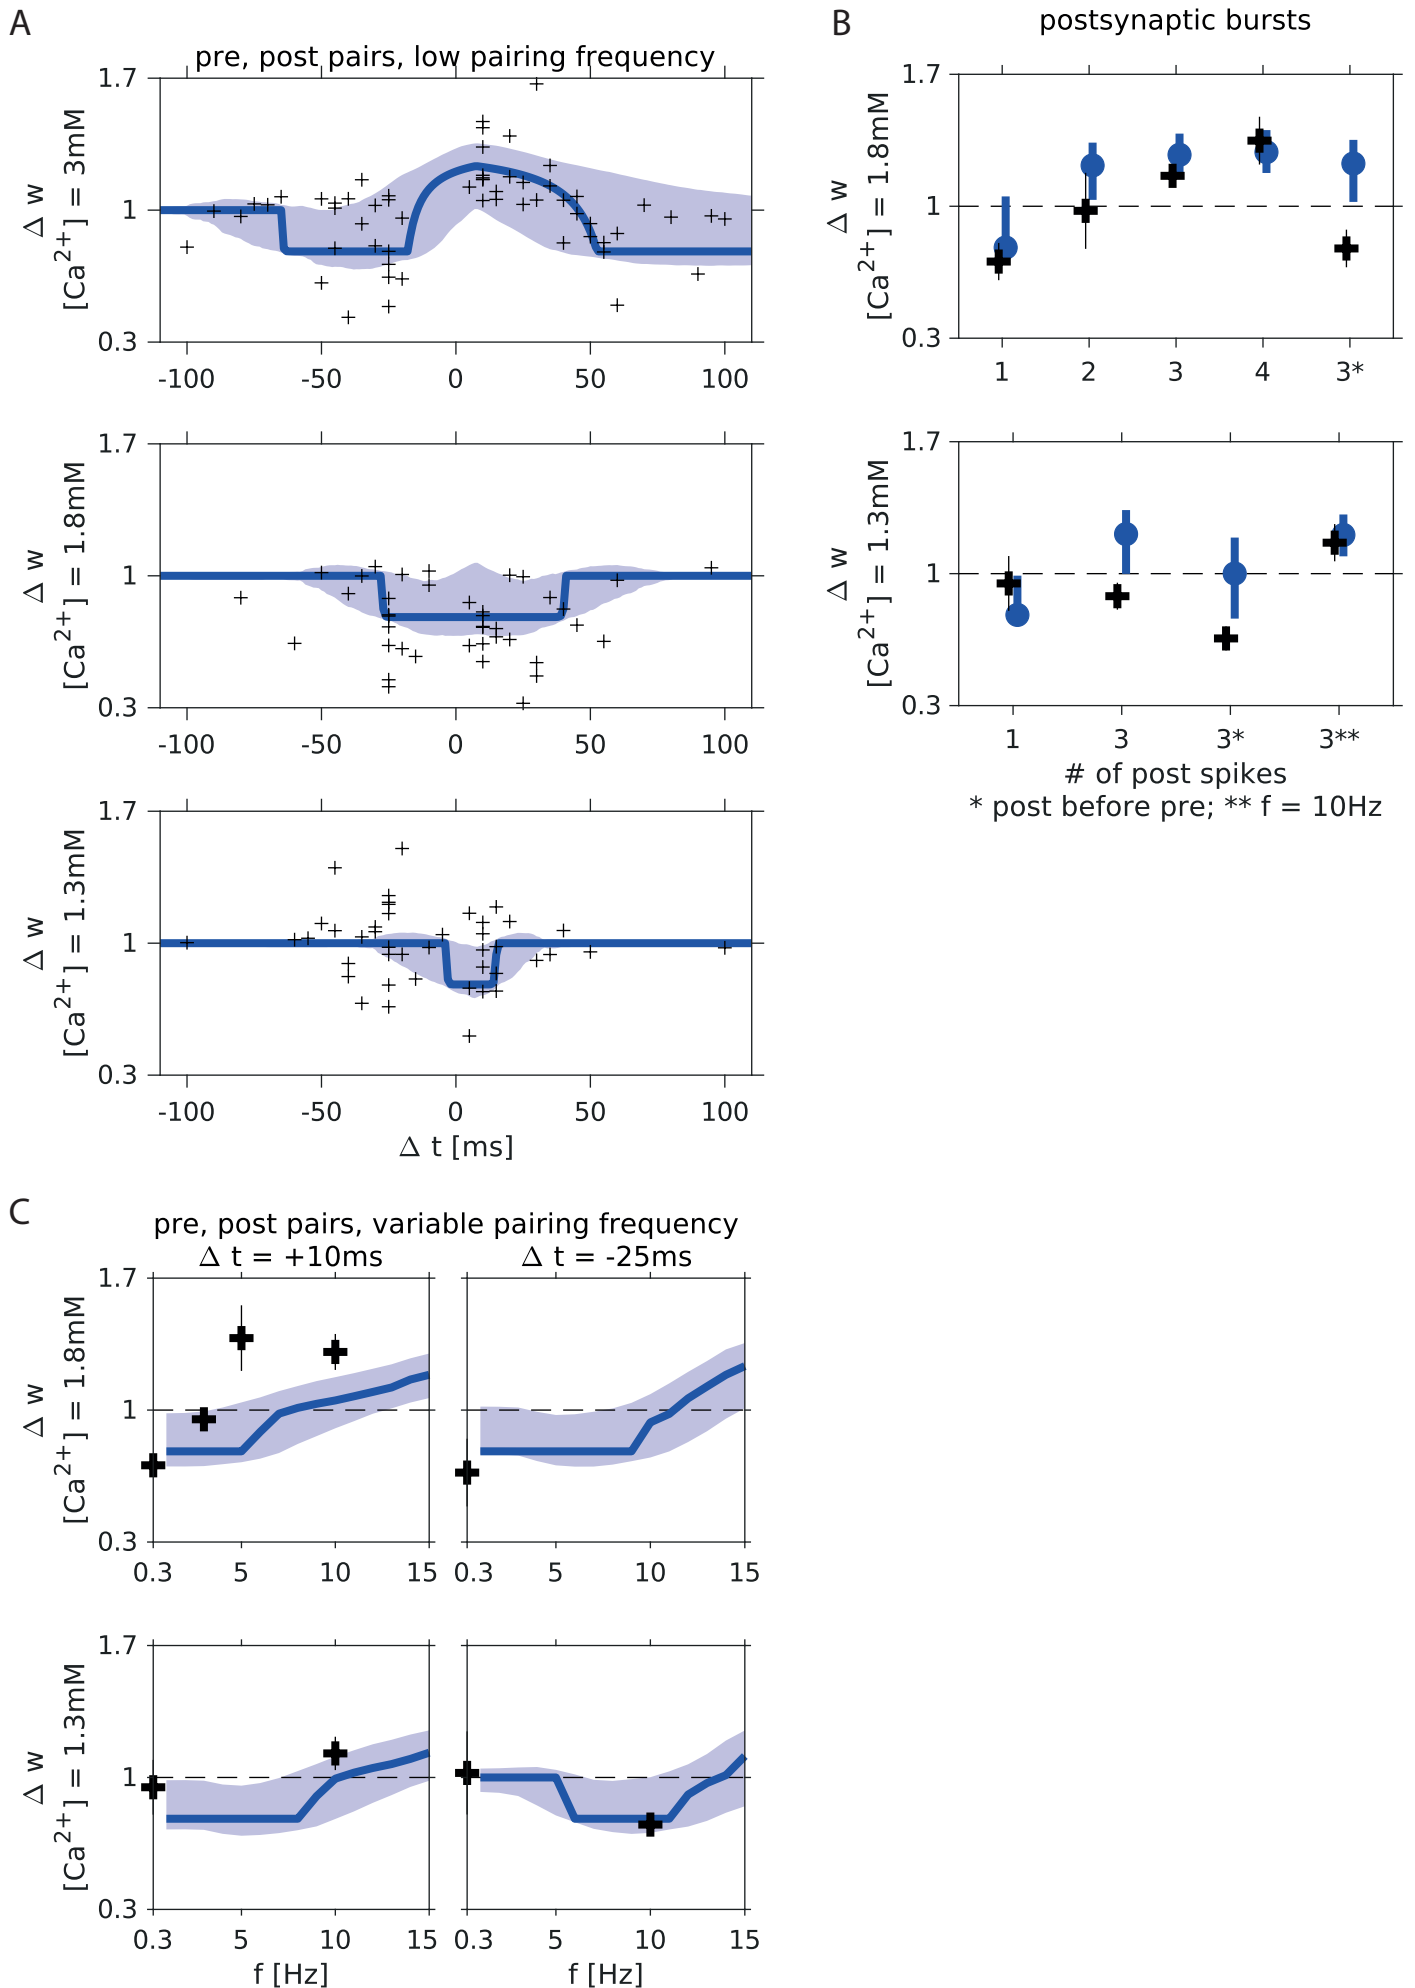 A
pre, post pairs, low pairing frequency
Δ w
[Ca2+] = 3mM
1.7
1
0.3
-100 -50 0 50 100
Δ w
[Ca2+] = 1.8mM
1.7
1
0.3
-100 -50 0 50 100
Δ w
[Ca2+] = 1.3mM
1.7
1
0.3
-100 -50 0 50 100
Δ t [ms]
B
postsynaptic bursts
Δ w
[Ca2+] = 1.8mM
1.7
1
0.3
1 2 3 4 3*
Δ w
[Ca2+] = 1.3mM
1.7
1
0.3
1 3 3* 3**
# of post spikes
* post before pre; ** f = 10Hz
C
pre, post pairs, variable pairing frequency
Δ t = +10ms
Δ t = -25ms
Δ w
[Ca2+] = 1.8mM
1.7
1
0.3
0.3 5 10 15
0.3 5 10 15
Δ w
[Ca2+] = 1.3mM
1.7
1
0.3
0.3 5 10 15
f [Hz]
0.3 5 10 15
f [Hz]